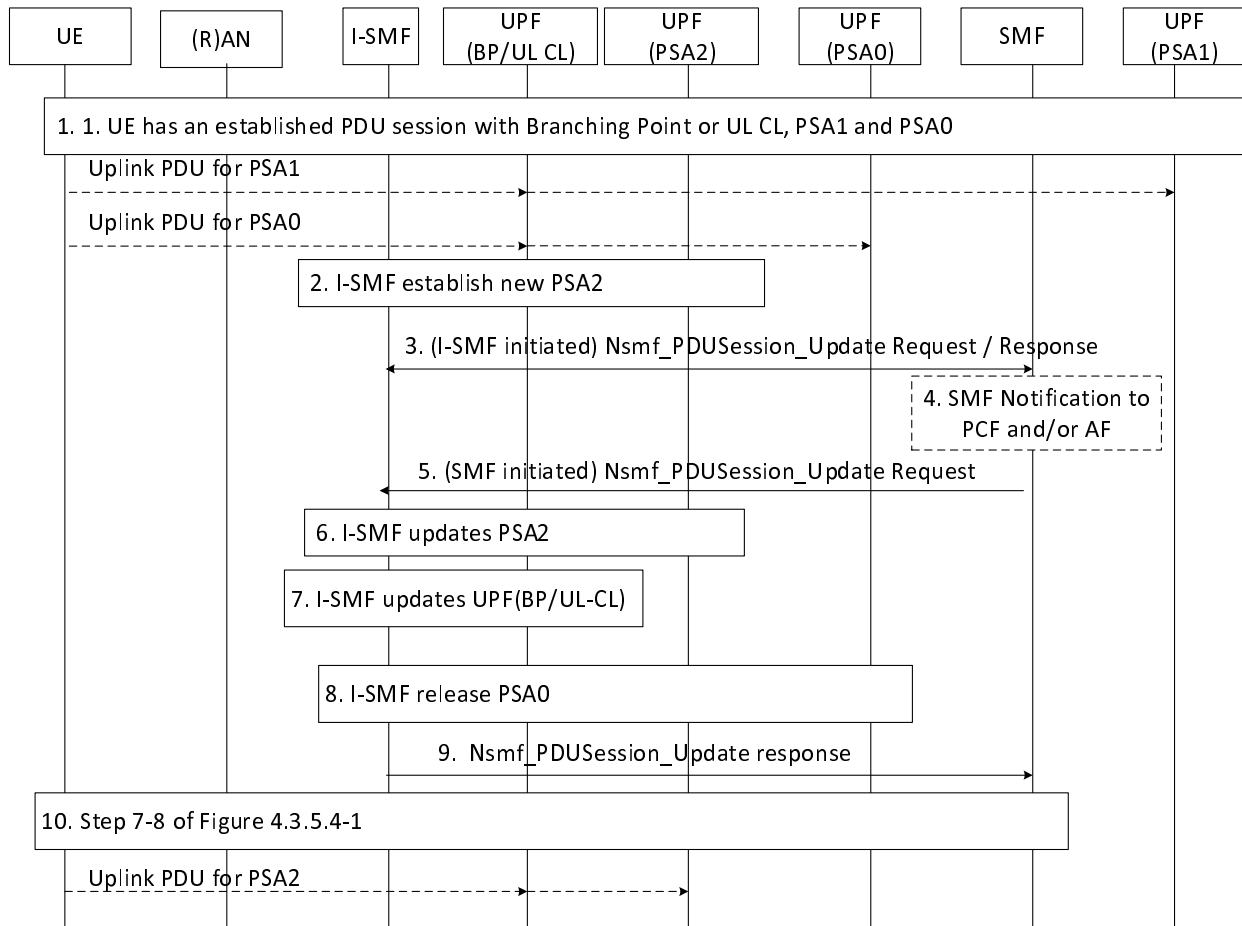 UE
(R)AN
I-SMF
UPF
(BP/UL CL)
UPF
(PSA2)
UPF
(PSA0)
SMF
UPF
(PSA1)
1. 1. UE has an established PDU session with Branching Point or UL CL, PSA1 and PSA0
Uplink PDU for PSA1
Uplink PDU for PSA0
2. I-SMF establish new PSA2
3. (I-SMF initiated) Nsmf_PDUSession_Update Request / Response
4. SMF Notification to
PCF and/or AF
5. (SMF initiated) Nsmf_PDUSession_Update Request
6. I-SMF updates PSA2
7. I-SMF updates UPF(BP/UL-CL)
8. I-SMF release PSA0
9. Nsmf_PDUSession_Update response
10. Step 7-8 of Figure 4.3.5.4-1
Uplink PDU for PSA2